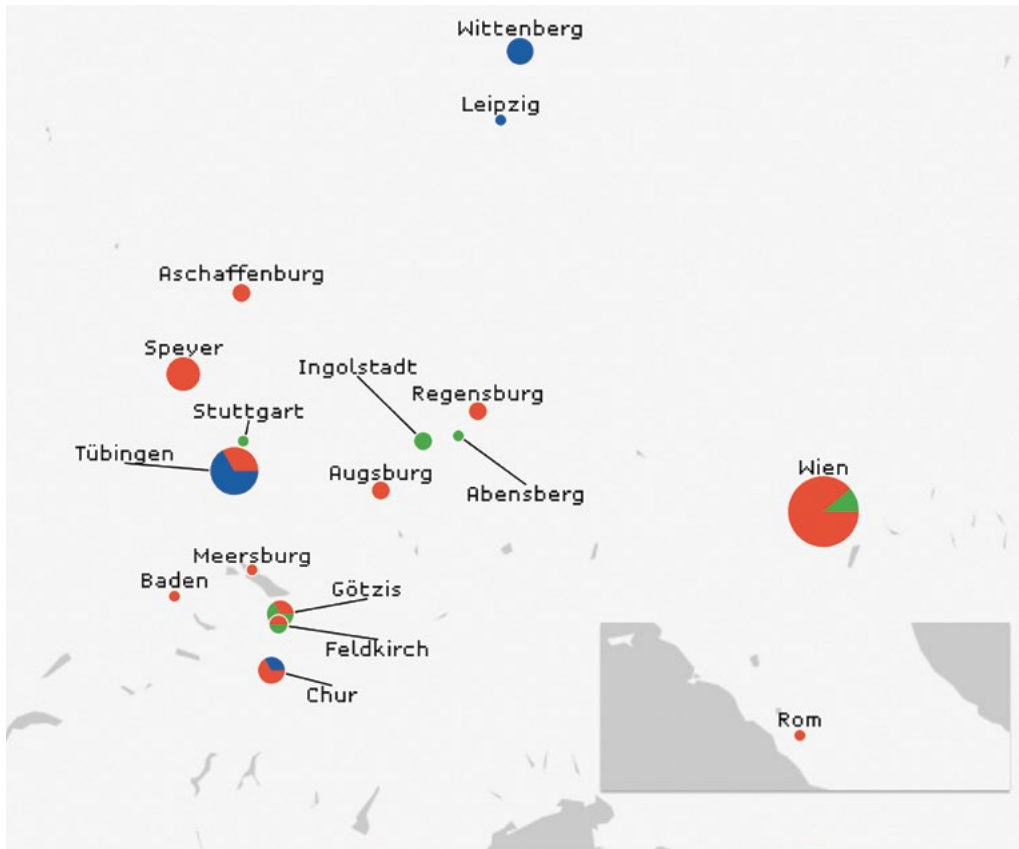 Wittenberg
Leipzig
Aschaffenburg
Speyer
Ingolstadt
Regensburg
Stuttgart
Tübingen
Augsburg
Wien
Abensberg
Meersburg
Baden
Götzis
Feldkirch
Chur
Rom